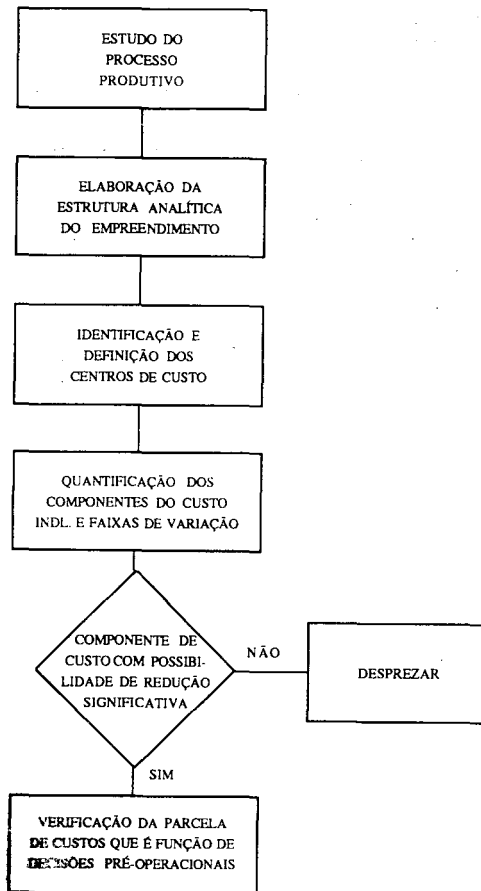 ESTUDO DO
PROCESSO
PRODUTIVO
ELABORAÇÃO DA
ESTRUTURA ANALÍTICA
DO EMPREENDIMENTO
IDENTIFICAÇÃO E
DEFINIÇÃO DOS
CENTROS DE CUSTO
QUANTIFICAÇÃO DOS
COMPONENTES DO CUSTO
INDL. E FAIXAS DE VARIAÇÃO
COMPONENTE DE
CUSTO COM POSSIBI-
LIDADE DE REDUÇÃO
SIGNIFICATIVA
NÃO
DESPREZAR
SIM
VERIFICAÇÃO DA PARCELA
DE CUSTOS QUE É FUNÇÃO DE
DECISÕES PRÉ-OPERACIONAIS